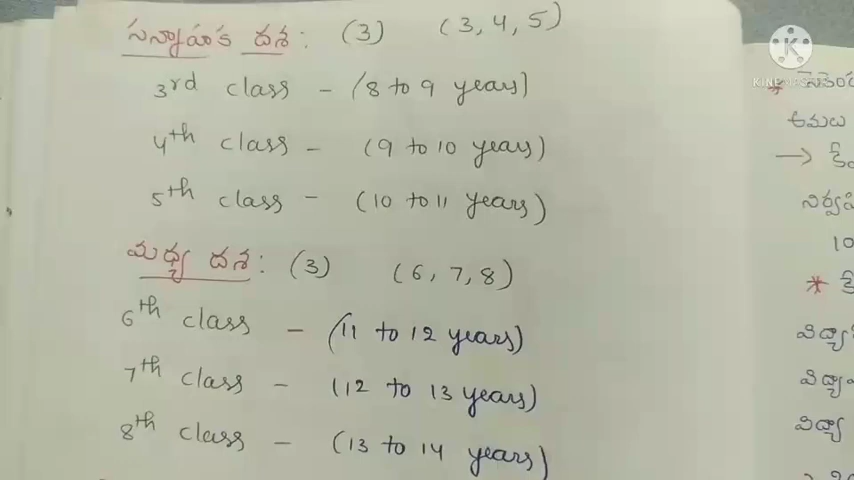 సన్నాహక దశ: (3) (3, 4, 5)
3rd class - (8 to 9 years)
4th class - (9 to 10 years)
5th class - (10 to 11 years)
మధ్య దశ: (3) (6, 7, 8)
6th class - (11 to 12 years)
7th class - (12 to 13 years)
8th class - (13 to 14 years)
అమలు
10
విద్యా
విద్యా
విద్యా